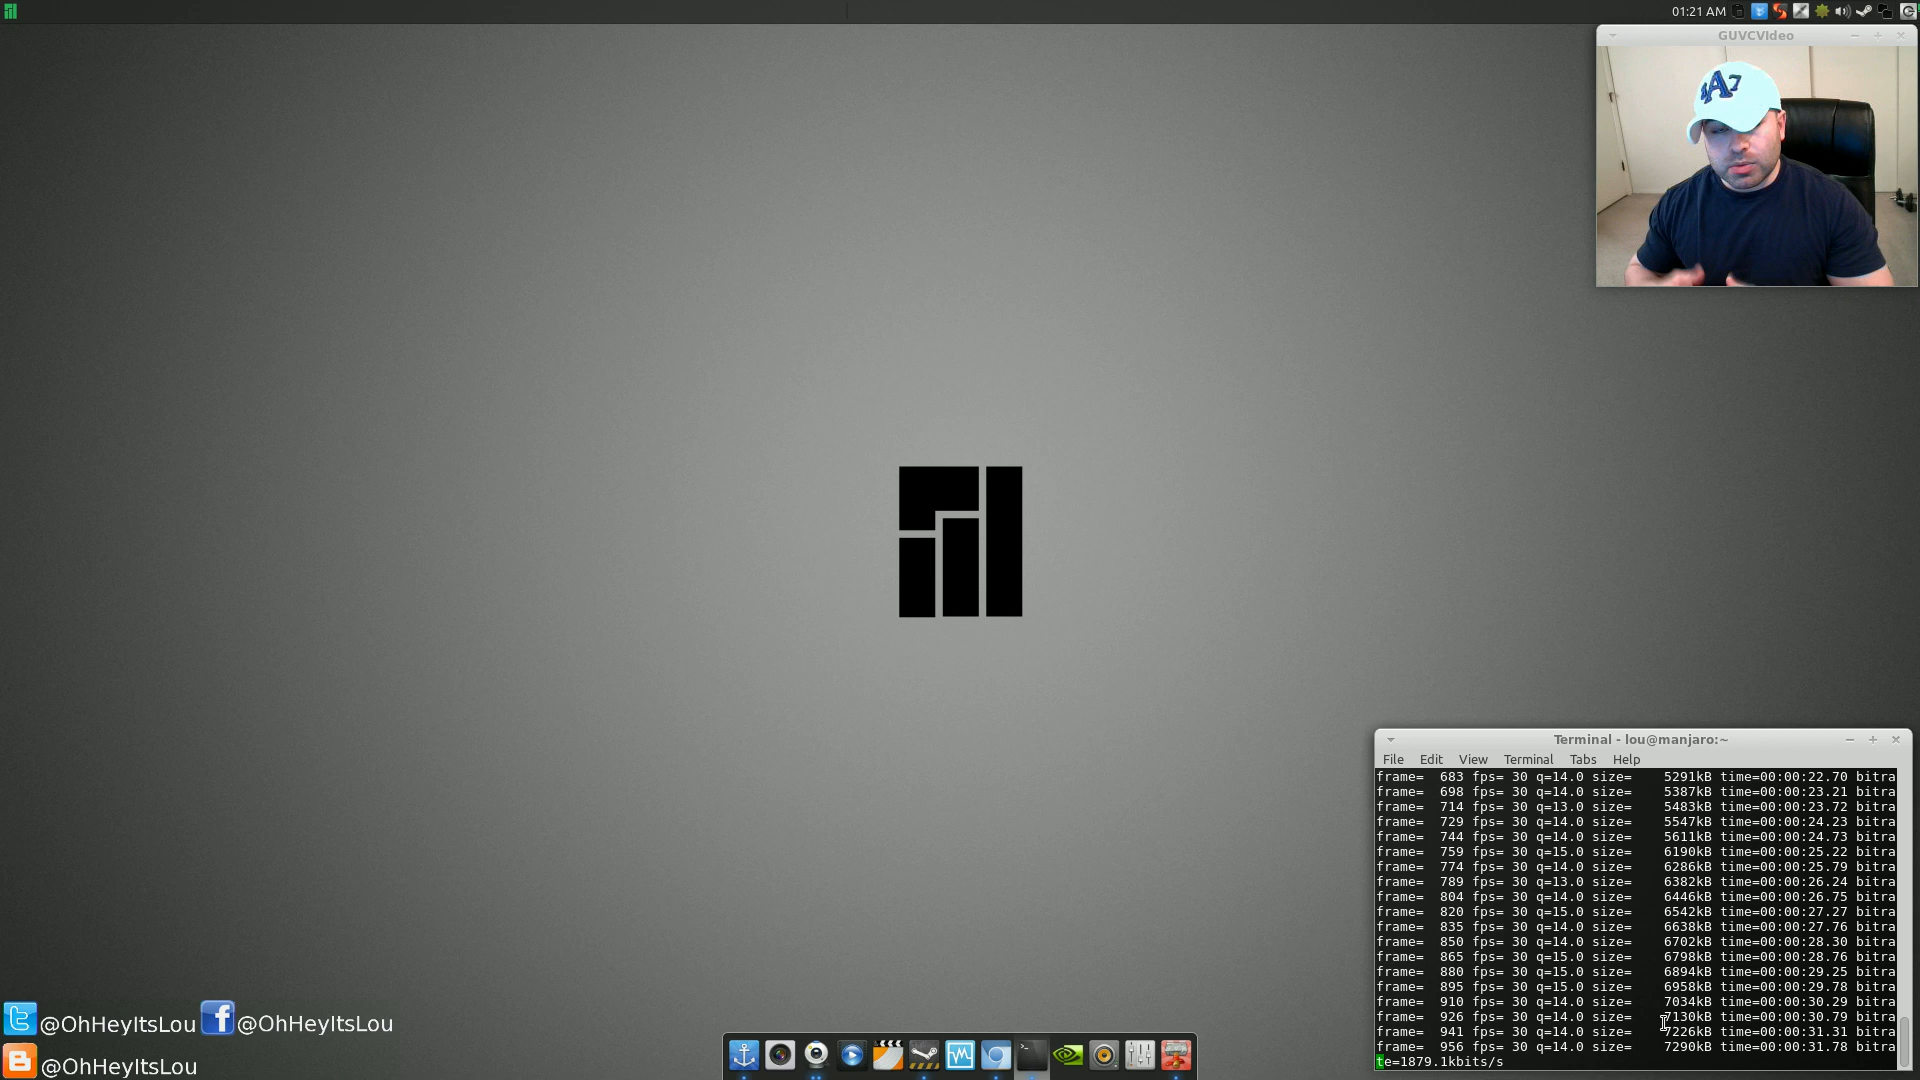 01:21 AM
GUVCVIdeo
4A7
Terminal - lou@manjaro:~
File Edit View Terminal Tabs Help
frame=  683 fps= 30 q=14.0 size=    5291kB time=00:00:22.70 bitra
frame=  698 fps= 30 q=14.0 size=    5387kB time=00:00:23.21 bitra
frame=  714 fps= 30 q=13.0 size=    5483kB time=00:00:23.72 bitra
frame=  729 fps= 30 q=14.0 size=    5547kB time=00:00:24.23 bitra
frame=  744 fps= 30 q=14.0 size=    5611kB time=00:00:24.73 bitra
frame=  759 fps= 30 q=15.0 size=    6190kB time=00:00:25.22 bitra
frame=  774 fps= 30 q=14.0 size=    6286kB time=00:00:25.79 bitra
frame=  789 fps= 30 q=13.0 size=    6382kB time=00:00:26.24 bitra
frame=  804 fps= 30 q=14.0 size=    6446kB time=00:00:26.75 bitra
frame=  820 fps= 30 q=15.0 size=    6542kB time=00:00:27.27 bitra
frame=  835 fps= 30 q=14.0 size=    6638kB time=00:00:27.76 bitra
frame=  850 fps= 30 q=14.0 size=    6702kB time=00:00:28.30 bitra
frame=  865 fps= 30 q=15.0 size=    6798kB time=00:00:28.76 bitra
frame=  880 fps= 30 q=15.0 size=    6894kB time=00:00:29.25 bitra
frame=  895 fps= 30 q=15.0 size=    6958kB time=00:00:29.78 bitra
frame=  910 fps= 30 q=14.0 size=    7034kB time=00:00:30.29 bitra
frame=  926 fps= 30 q=14.0 size=    7130kB time=00:00:30.79 bitra
frame=  941 fps= 30 q=14.0 size=    7226kB time=00:00:31.31 bitra
frame=  956 fps= 30 q=14.0 size=    7290kB time=00:00:31.78 bitra
te=1879.1kbits/s
@OhHeyItsLou @OhHeyItsLou
@OhHeyItsLou